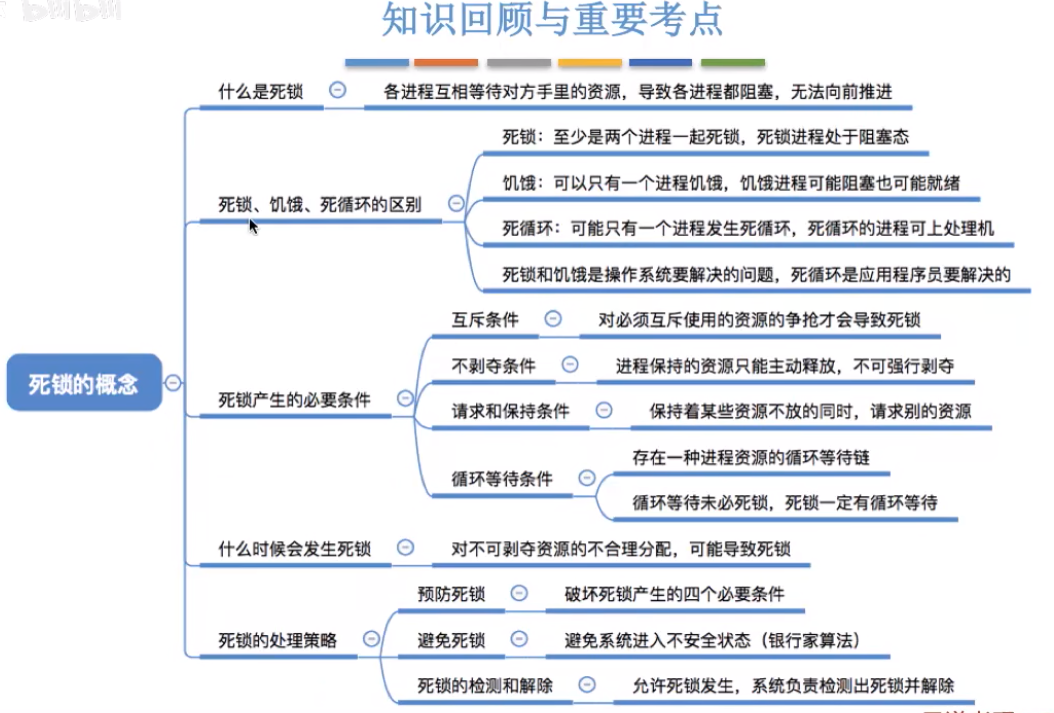 知识回顾与重要考点
什么是死锁
各进程互相等待对方手里的资源，导致各进程都阻塞，无法向前推进
死锁、饥饿、死循环的区别
死锁：至少是两个进程一起死锁，死锁进程处于阻塞态
饥饿：可以只有一个进程饥饿，饥饿进程可能阻塞也可能就绪
死循环：可能只有一个进程发生死循环，死循环的进程可上处理机
死锁和饥饿是操作系统要解决的问题，死循环是应用程序员要解决的
死锁的概念
死锁产生的必要条件
互斥条件
对必须互斥使用的资源的争抢才会导致死锁
不剥夺条件
进程保持的资源只能主动释放，不可强行剥夺
请求和保持条件
保持着某些资源不放的同时，请求别的资源
循环等待条件
存在一种进程资源的循环等待链
循环等待未必死锁，死锁一定有循环等待
什么时候会发生死锁
对不可剥夺资源的不合理分配，可能导致死锁
死锁的处理策略
预防死锁
破坏死锁产生的四个必要条件
避免死锁
避免系统进入不安全状态（银行家算法）
死锁的检测和解除
允许死锁发生，系统负责检测出死锁并解除